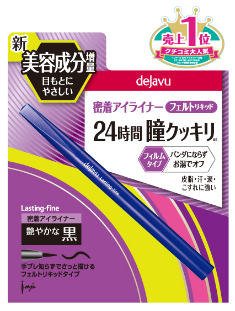 売上1位
クチコミ大人気
新
美容成分増量
目もとに
やさしい
dejavu
密着アイライナー フェルトリキッド
24時間瞳クッキリ
フィルム
タイプ
パンダにならず
お湯でオフ
皮脂・汗・涙・
こすれに強い
Lasting-fine
密着アイライナー
艶やかな黒
手ブレ知らずでさっと描ける
フェルトリキッドタイプ